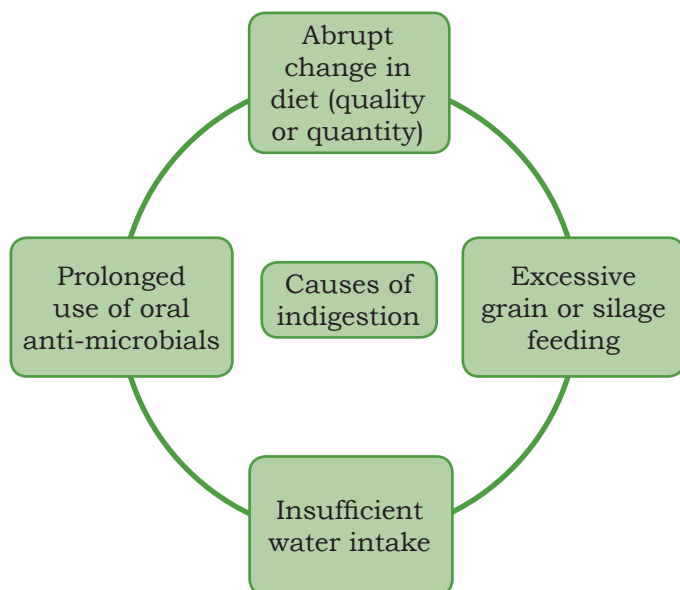 Abrupt
change in
diet (quality
or quantity)
Prolonged
use of oral
anti-microbials
Causes of
indigestion
Excessive
grain or silage
feeding
Insufficient
water intake